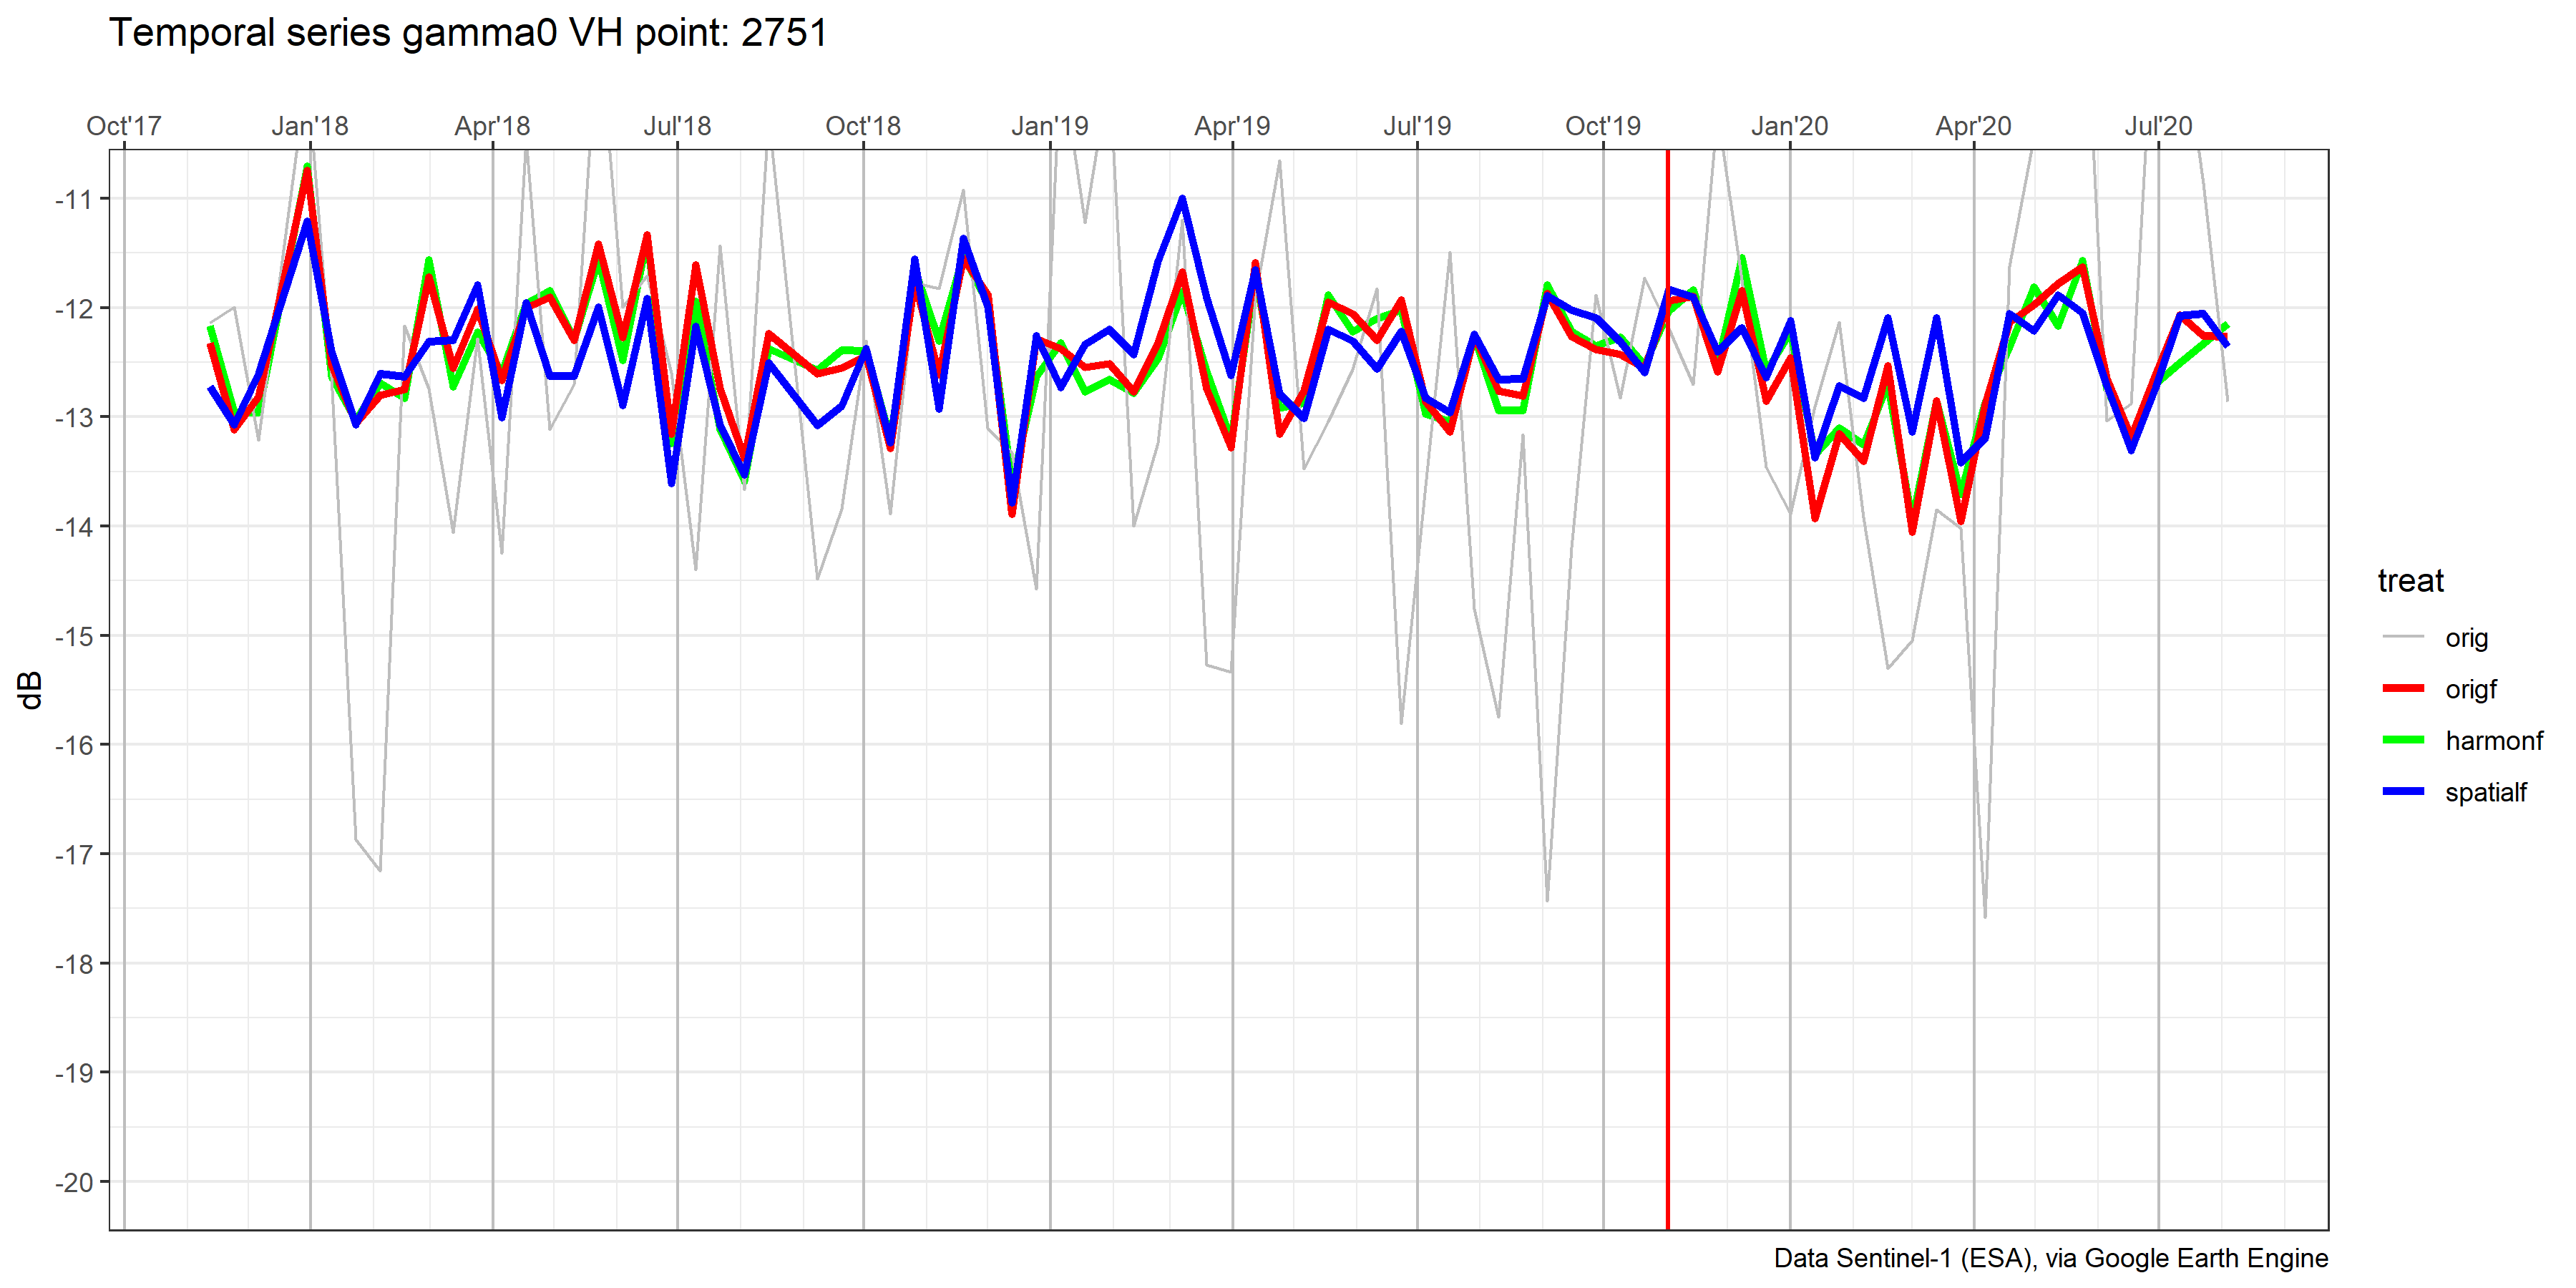 Temporal series gamma0 VH point: 2751
Oct'17 Jan'18 Apr'18 Jul'18 Oct'18 Jan'19 Apr'19 Jul'19 Oct'19 Jan'20 Apr'20 Jul'20
-11
-12
-13
-14
-15
-16
-17
-18
-19
-20
dB
treat
orig
origf
harmonf
spatialf
Data Sentinel-1 (ESA), via Google Earth Engine